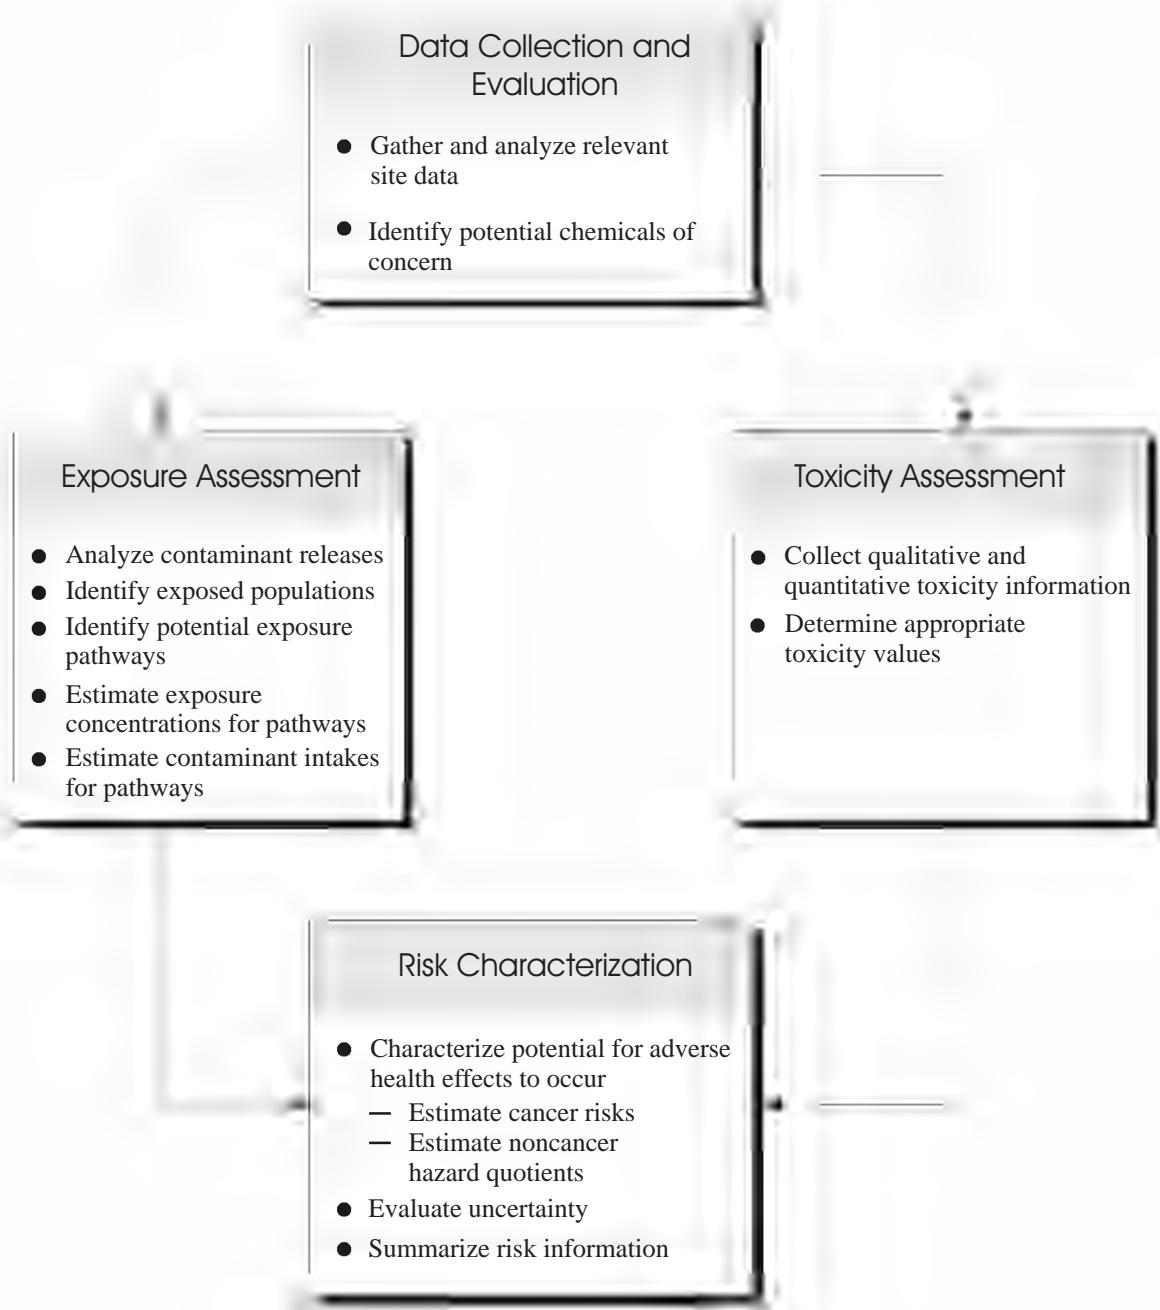 Data Collection and
Evaluation
● Gather and analyze relevant
site data
● Identify potential chemicals of
concern
Exposure Assessment
● Analyze contaminant releases
● Identify exposed populations
● Identify potential exposure
pathways
● Estimate exposure
concentrations for pathways
● Estimate contaminant intakes
for pathways
Toxicity Assessment
● Collect qualitative and
quantitative toxicity information
● Determine appropriate
toxicity values
Risk Characterization
● Characterize potential for adverse
health effects to occur
— Estimate cancer risks
— Estimate noncancer
hazard quotients
● Evaluate uncertainty
● Summarize risk information